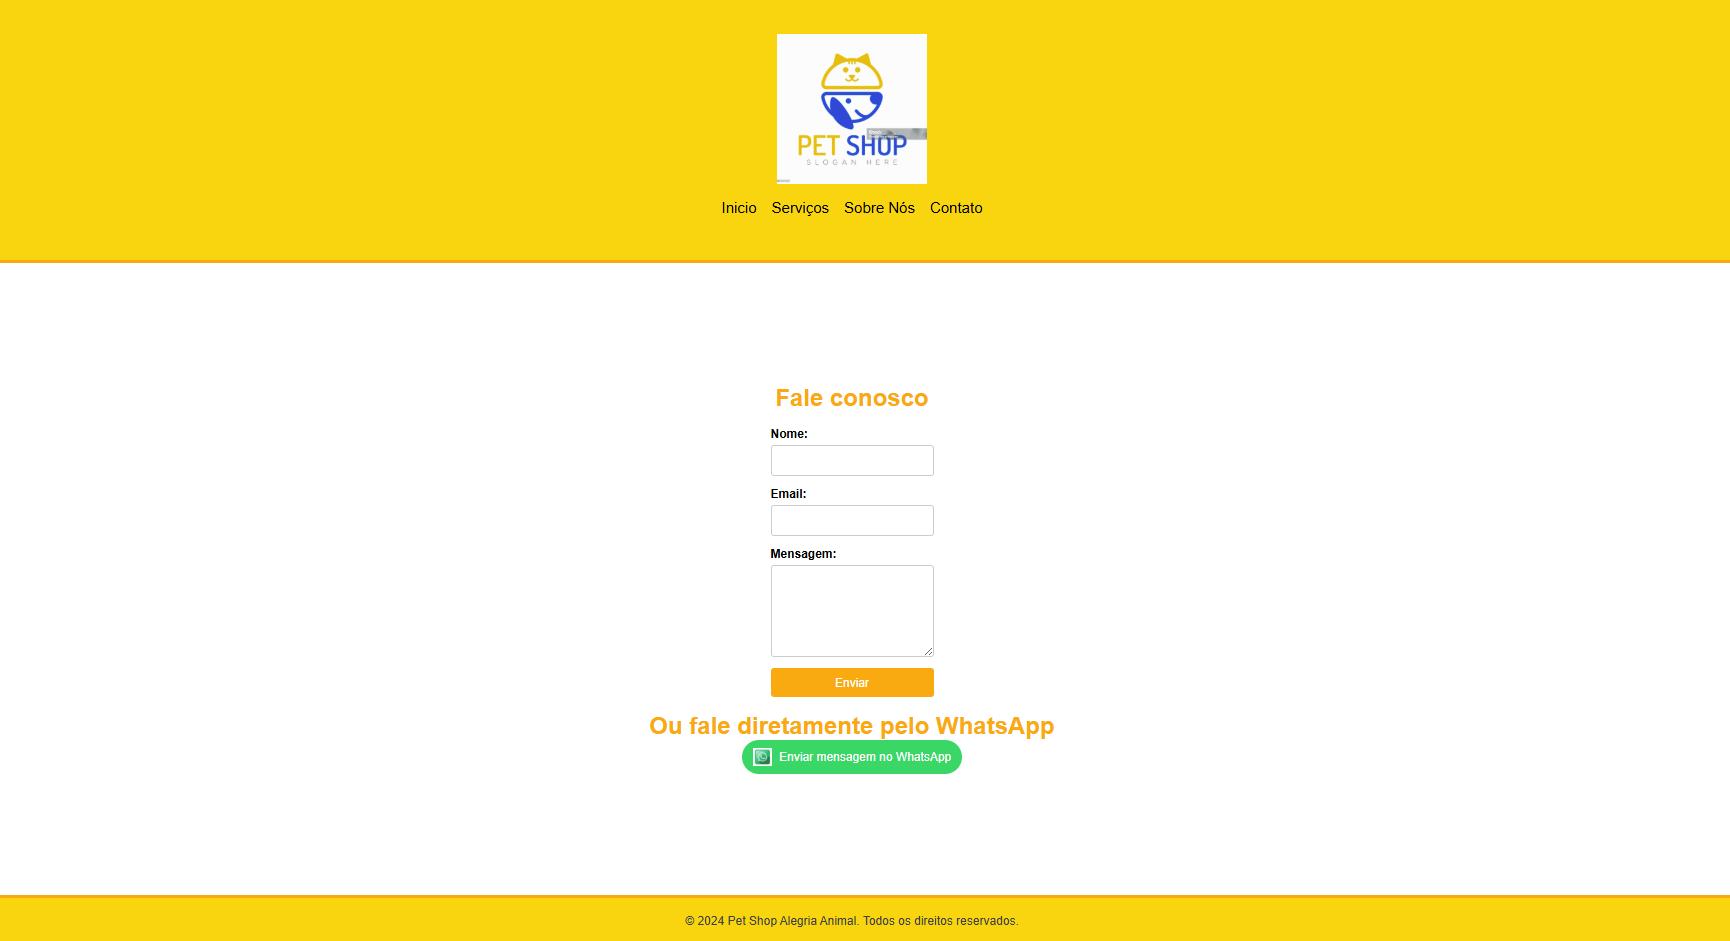 PET SHOP
SLOGAN HERE
Inicio Serviços Sobre Nós Contato
Fale conosco
Nome:
Email:
Mensagem:
Enviar
Ou fale diretamente pelo WhatsApp
Enviar mensagem no WhatsApp
© 2024 Pet Shop Alegria Animal. Todos os direitos reservados.